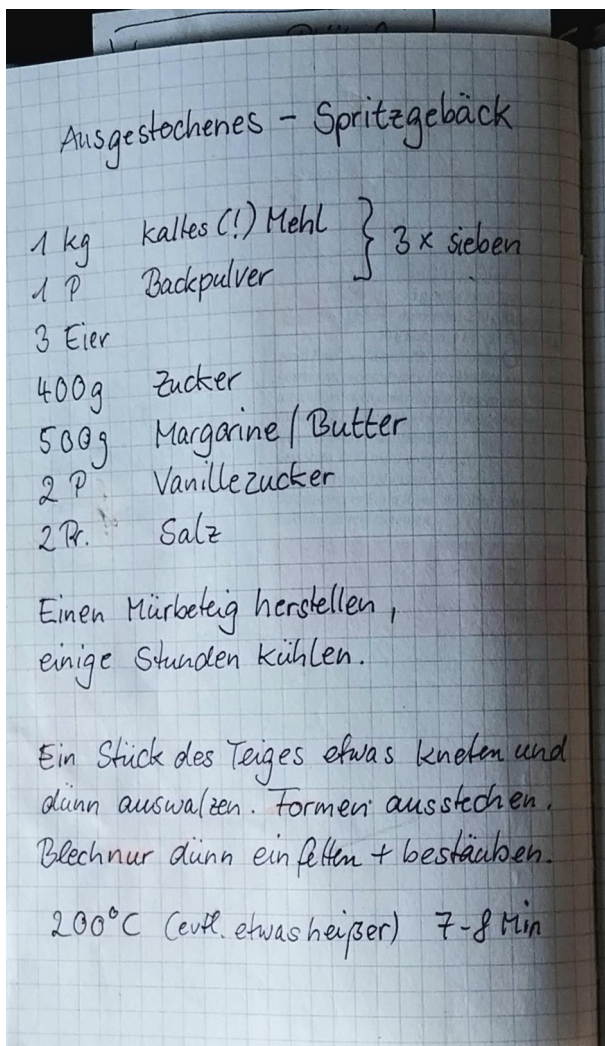 Ausgestochenes - Spritzgebäck
1 kg kaltes (!) Mehl } 3 x sieben
1 P Backpulver
3 Eier
400g Zucker
500g Margarine / Butter
2 P Vanillezucker
2 Pr. Salz
Einen Mürbeteig herstellen,
einige Stunden kühlen.
Ein Stück des Teiges etwas kneten und
dünn auswalzen. Formen ausstechen.
Blech nur dünn einfetten + bestäuben.
200°C (evtl. etwas heißer) 7-8 Min